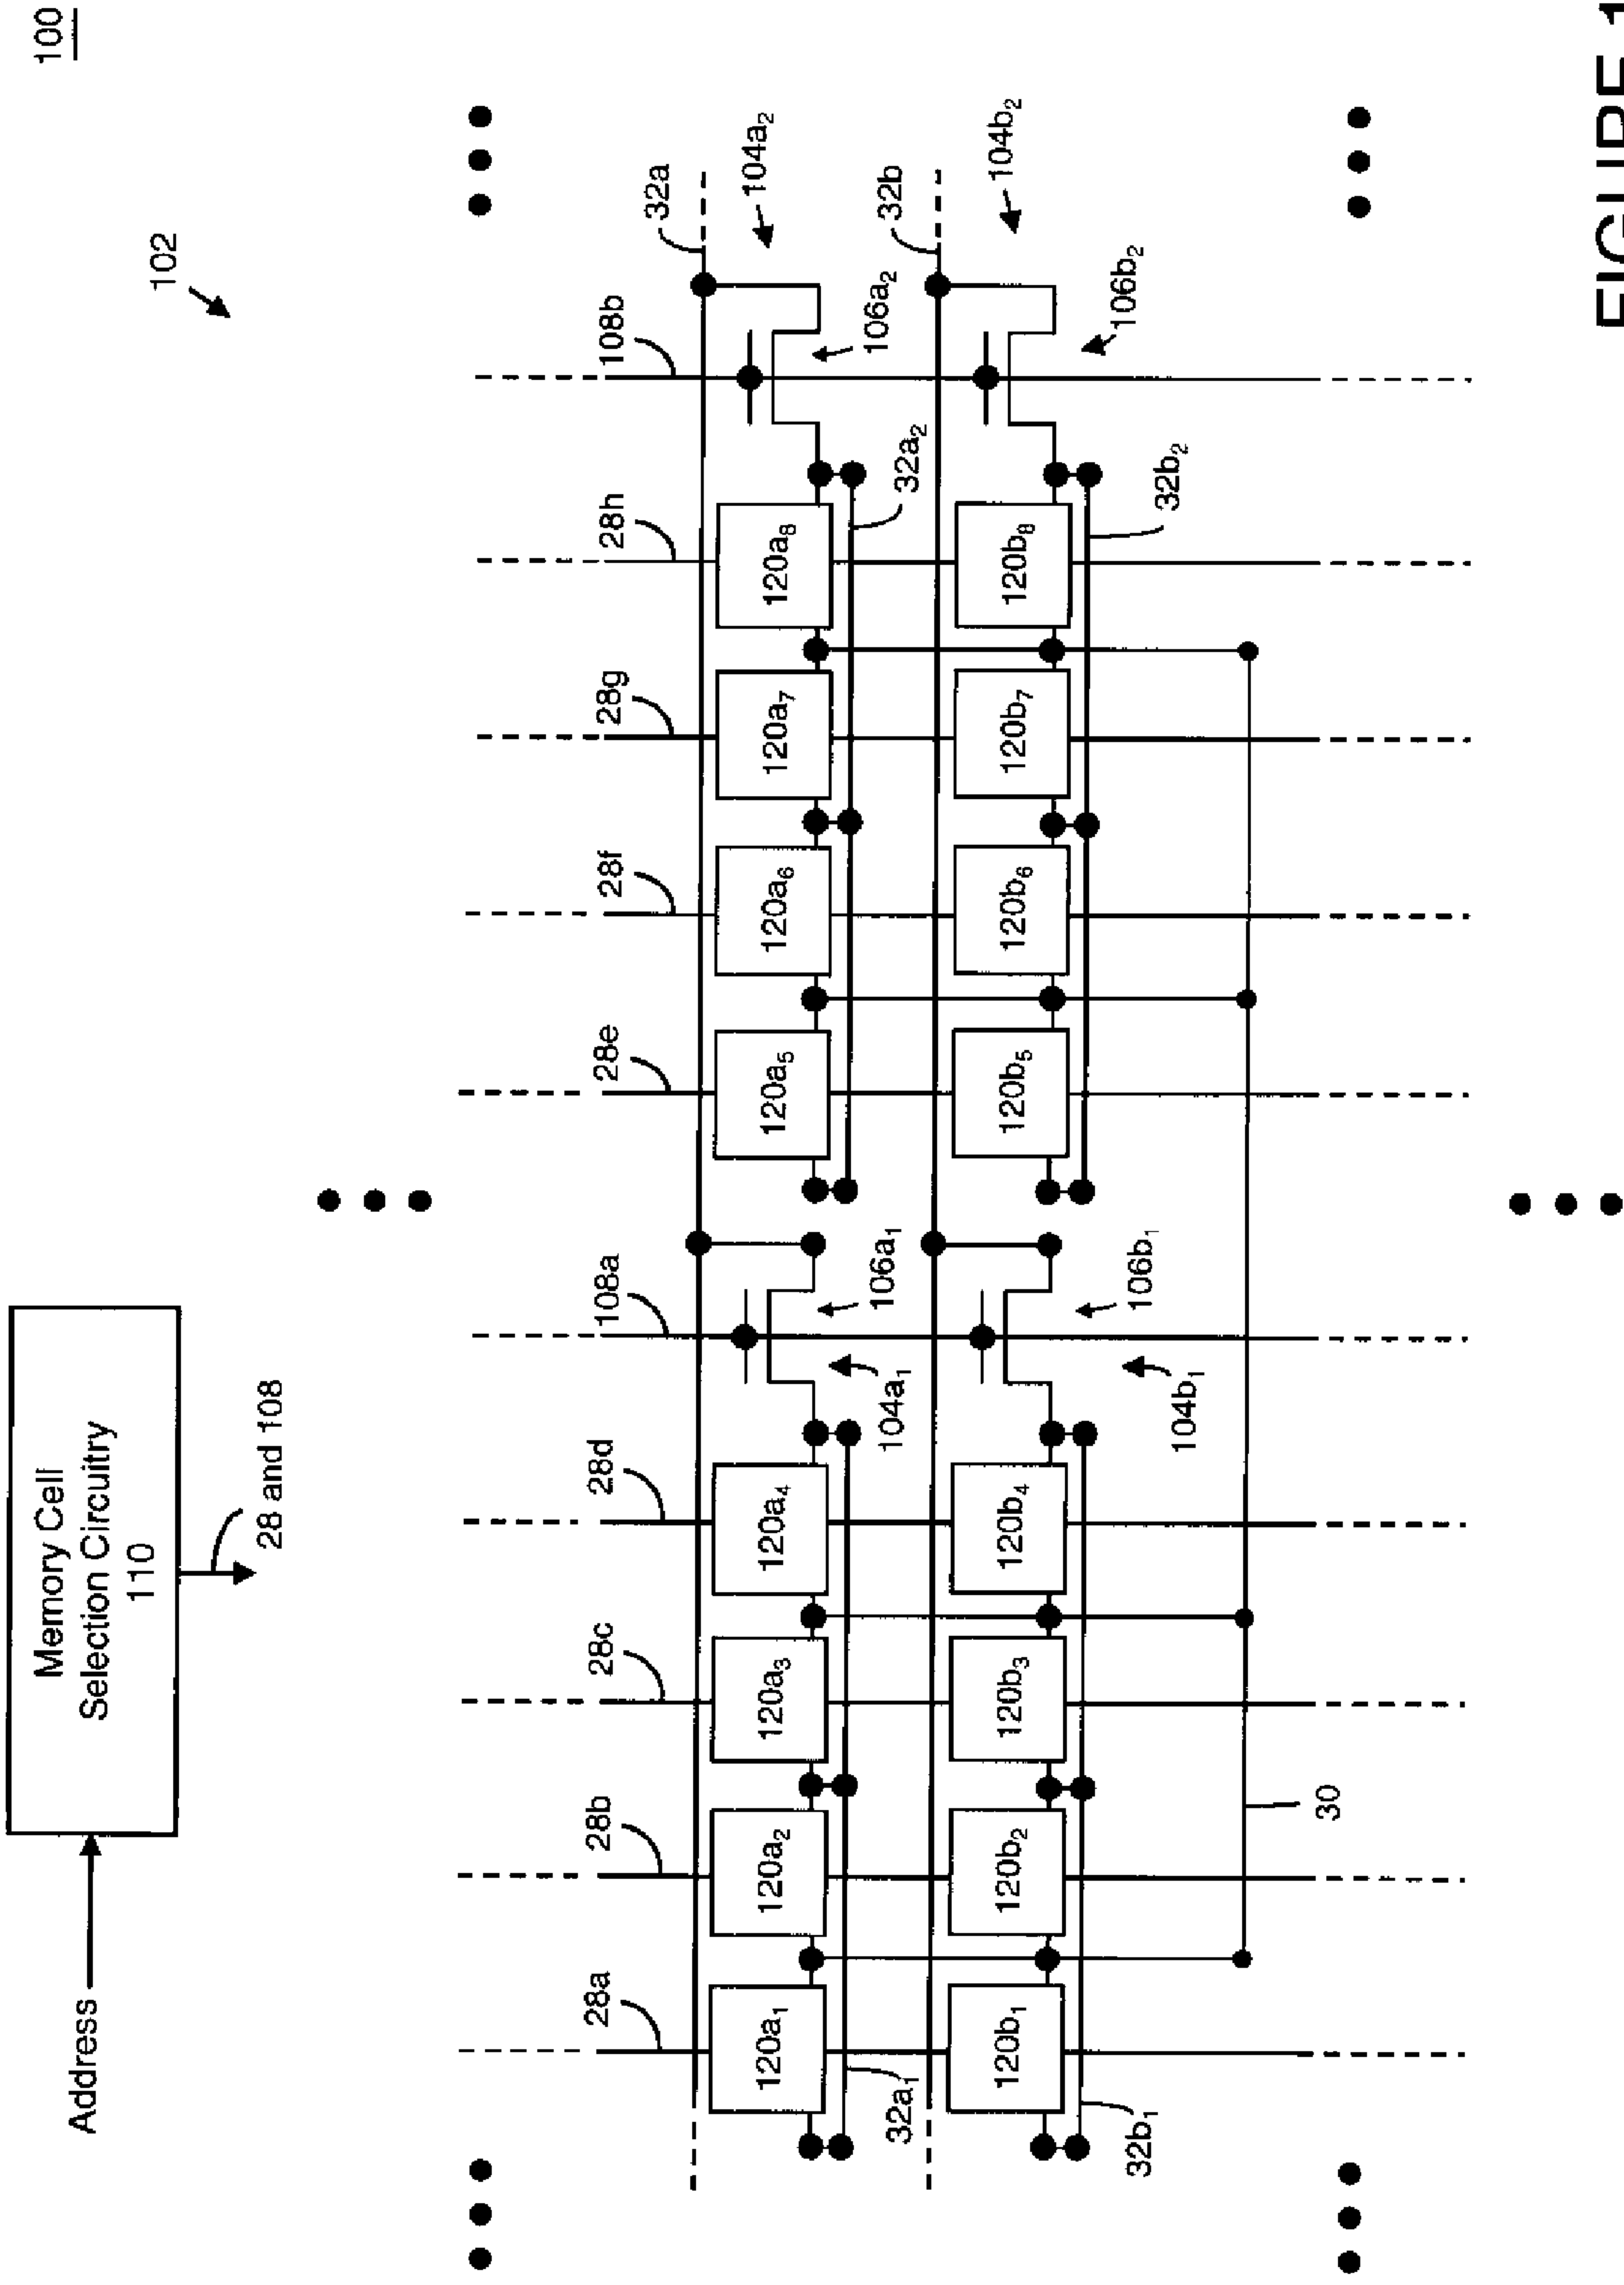 100
Memory Cell
Selection Circuitry
110
Address
28 and 108
102
28a
28b
28c
28d
108a
28e
28f
28g
28h
108b
32a
120a₁
120a₂
120a₃
120a₄
120a₅
120a₆
120a₇
120a₈
104a₂
106a₂
32a₁
104a₁
106a₁
32a₂
32b
120b₁
120b₂
120b₃
120b₄
120b₅
120b₆
120b₇
120b₈
104b₂
106b₂
32b₁
104b₁
106b₁
32b₂
30
FIGURE 1